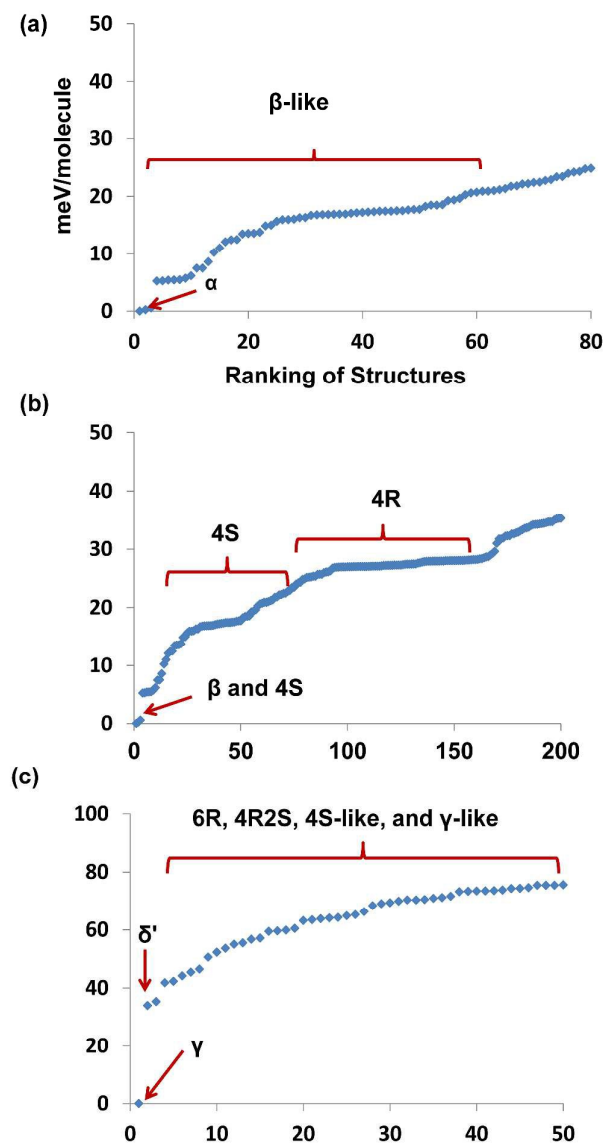 (a)
50
40
30
20
10
0
meV/molecule
β-like
α
0 20 40 60 80
Ranking of Structures
(b)
50
40
30
20
10
0
4S
4R
β and 4S
0 50 100 150 200
(c)
100
80
60
40
20
0
6R, 4R2S, 4S-like, and γ-like
δ'
γ
0 10 20 30 40 50